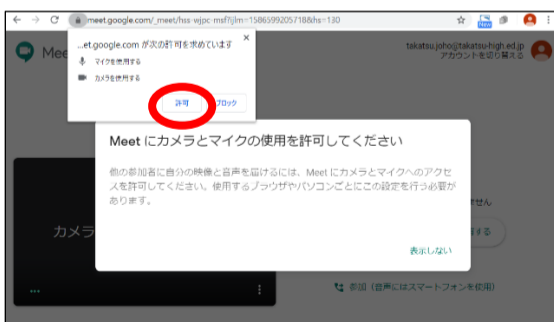 meet.google.com/_meet/hss-wjpc-msf?ijlm=1586599205718&hs=130
New
Mee
takatsu.joho@takatsu-high.ed.jp
アカウントを切り替える
...et.google.com が次の許可を求めています
×
マイクを使用する
カメラを使用する
許可
ブロック
Meet にカメラとマイクの使用を許可してください
他の参加者に自分の映像と音声を届けるには、Meet にカメラとマイクへのアクセ
スを許可してください。使用するブラウザやパソコンごとにこの設定を行う必要が
あります。
せん
カメラ
する
表示しない
参加（音声にはスマートフォンを使用）